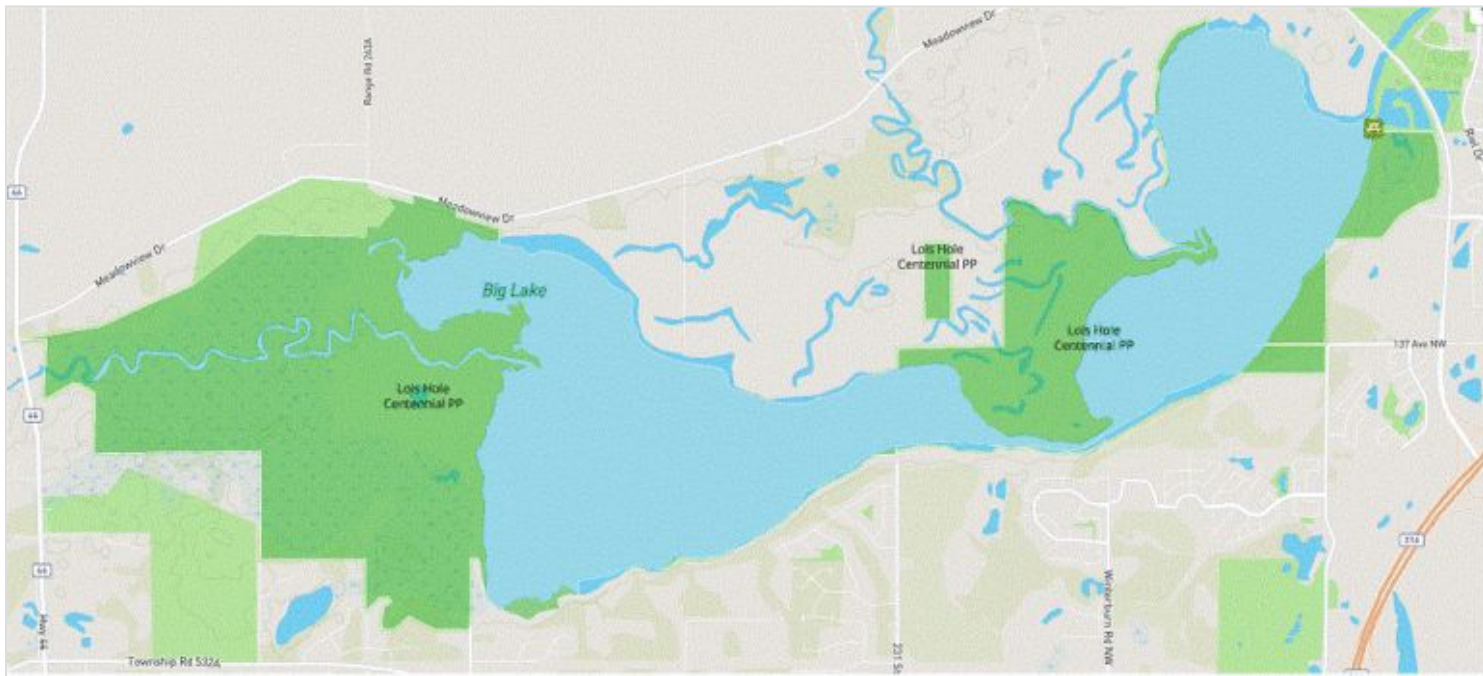 Meadowview Dr
Range Rd 263A
44
Meadowview Dr
Meadowview Dr
Big Lake
Lois Hole
Centennial PP
Lois Hole
Centennial PP
137 Ave NW
Lois Hole
Centennial PP
44
216
44
Hwy 44
Township Rd 532A
Winterburn Rd NW